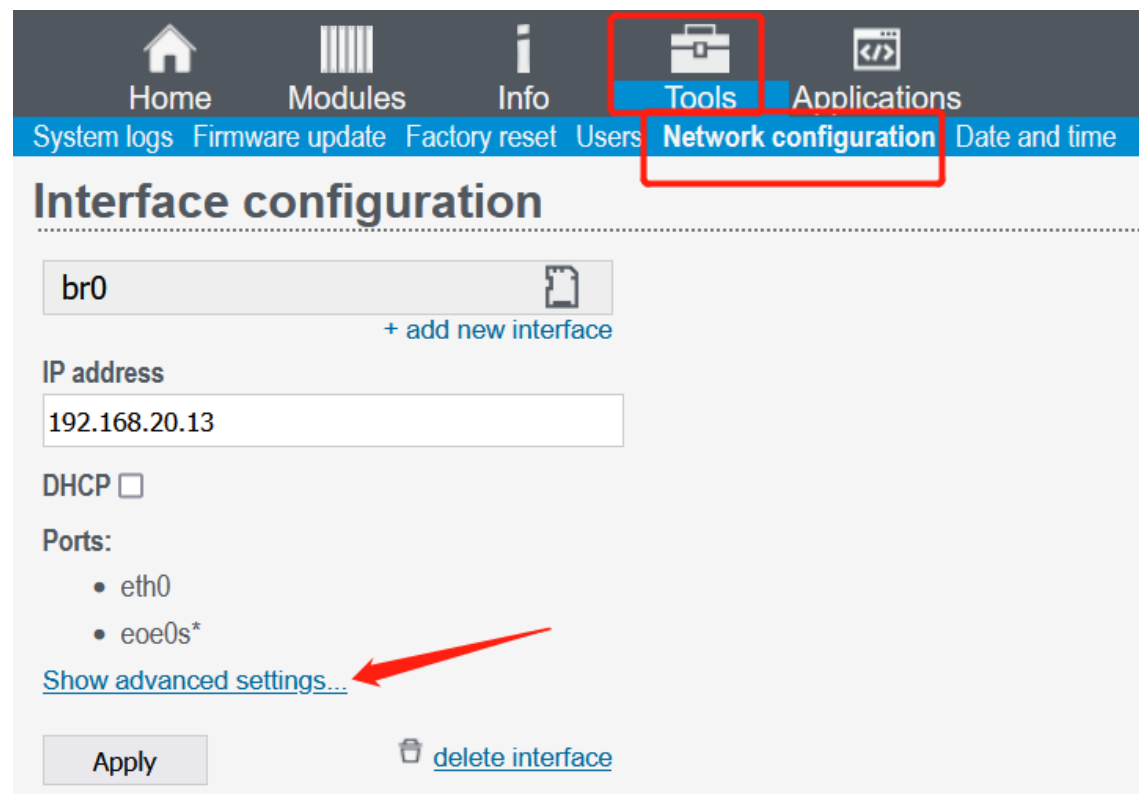 Home Modules Info Tools Applications
System logs Firmware update Factory reset Users Network configuration Date and time
Interface configuration
br0
+ add new interface
IP address
192.168.20.13
DHCP
Ports:
• eth0
• eoe0s*
Show advanced settings...
Apply delete interface